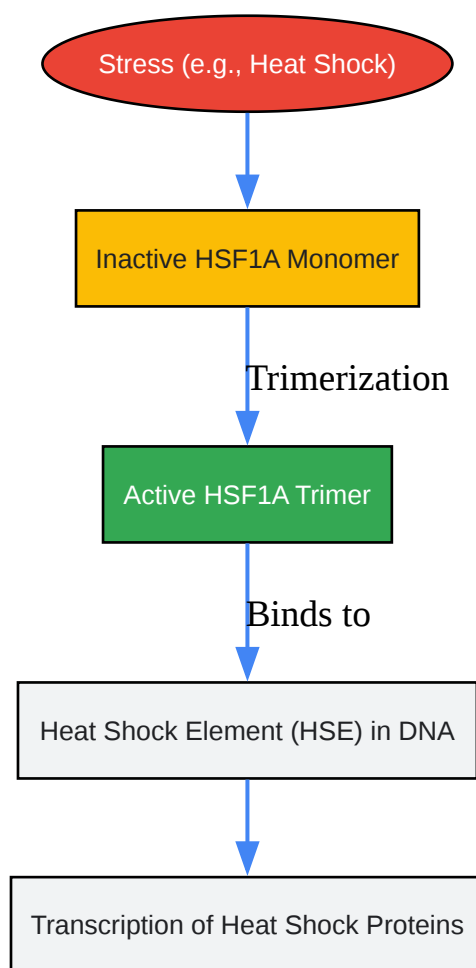 Stress (e.g., Heat Shock)
Inactive HSF1A Monomer
Trimerization
Active HSF1A Trimer
Binds to
Heat Shock Element (HSE) in DNA
Transcription of Heat Shock Proteins